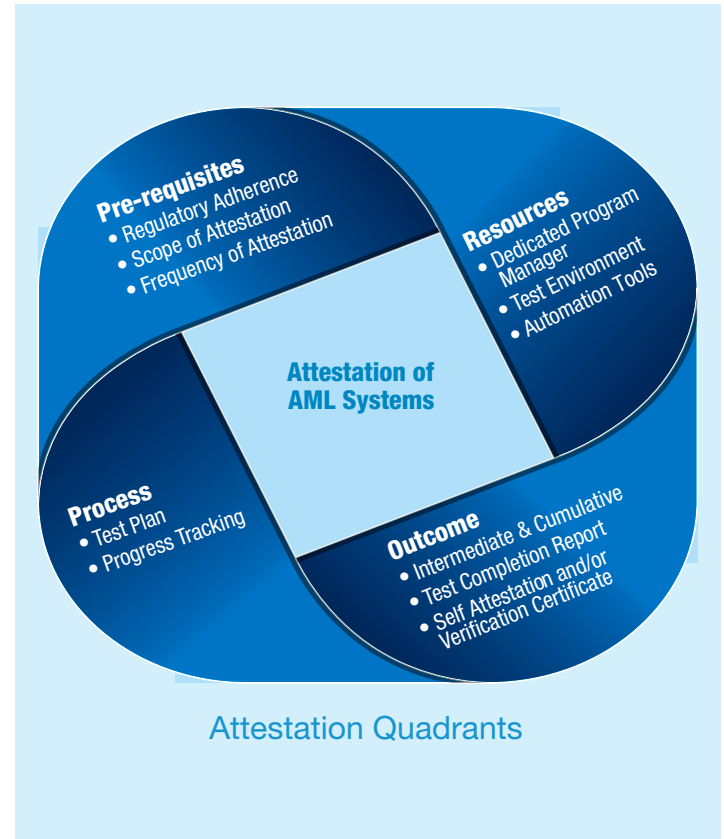 Pre-requisites
• Regulatory Adherence
• Scope of Attestation
• Frequency of Attestation
Resources
• Dedicated Program
Manager
• Test Environment
• Automation Tools
Attestation of
AML Systems
Process
• Test Plan
• Progress Tracking
Outcome
• Intermediate & Cumulative
• Test Completion Report
• Self Attestation and/or
Verification Certificate
Attestation Quadrants